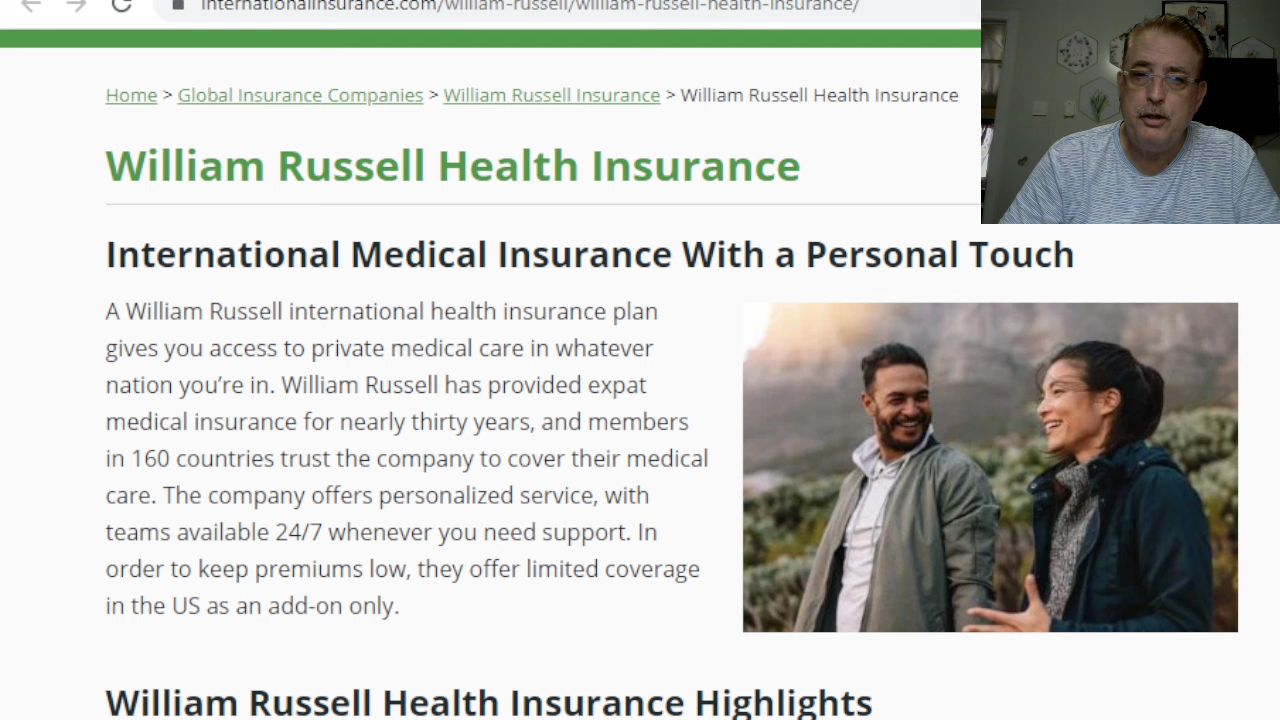 internationalinsurance.com/william-russell/william-russell-health-insurance/
Home > Global Insurance Companies > William Russell Insurance > William Russell Health Insurance
William Russell Health Insurance
International Medical Insurance With a Personal Touch
A William Russell international health insurance plan
gives you access to private medical care in whatever
nation you’re in. William Russell has provided expat
medical insurance for nearly thirty years, and members
in 160 countries trust the company to cover their medical
care. The company offers personalized service, with
teams available 24/7 whenever you need support. In
order to keep premiums low, they offer limited coverage
in the US as an add-on only.
William Russell Health Insurance Highlights